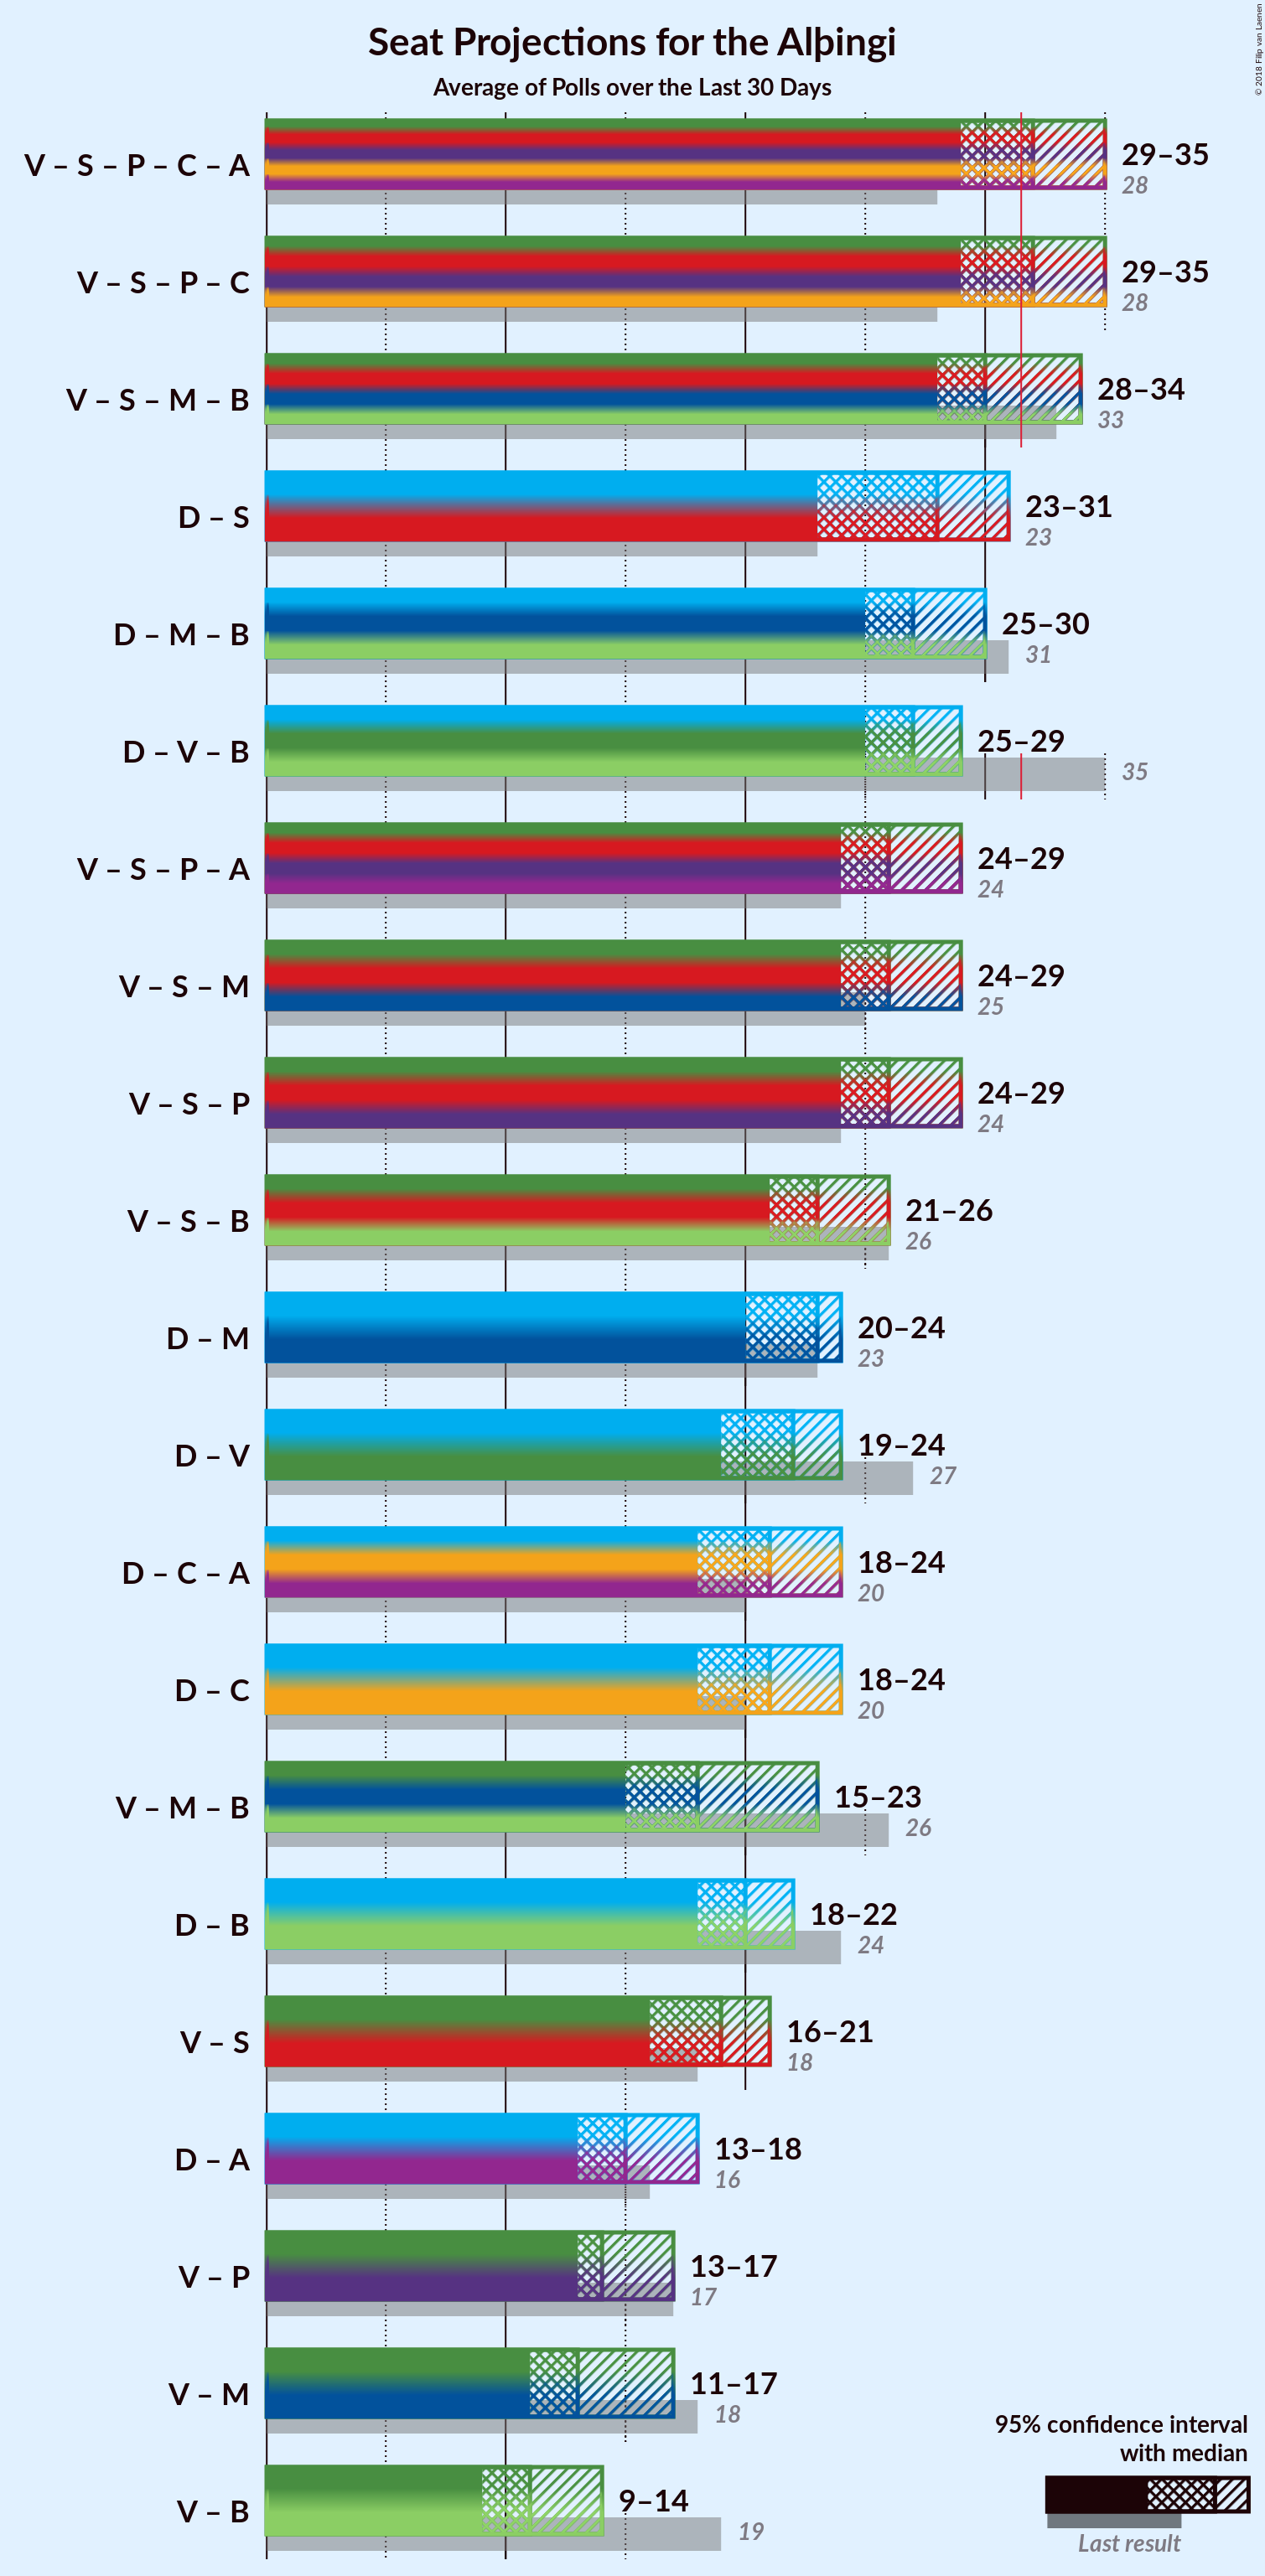 Seat Projections for the Alþingi
Average of Polls over the Last 30 Days
© 2018 Filip van Laenen
V – S – P – C – A
29–35
28
V – S – P – C
29–35
28
V – S – M – B
28–34
33
D – S
23–31
23
D – M – B
25–30
31
D – V – B
25–29
35
V – S – P – A
24–29
24
V – S – M
24–29
25
V – S – P
24–29
24
V – S – B
21–26
26
D – M
20–24
23
D – V
19–24
27
D – C – A
18–24
20
D – C
18–24
20
V – M – B
15–23
26
D – B
18–22
24
V – S
16–21
18
D – A
13–18
16
V – P
13–17
17
V – M
11–17
18
V – B
9–14
19
95% confidence interval
with median
Last result